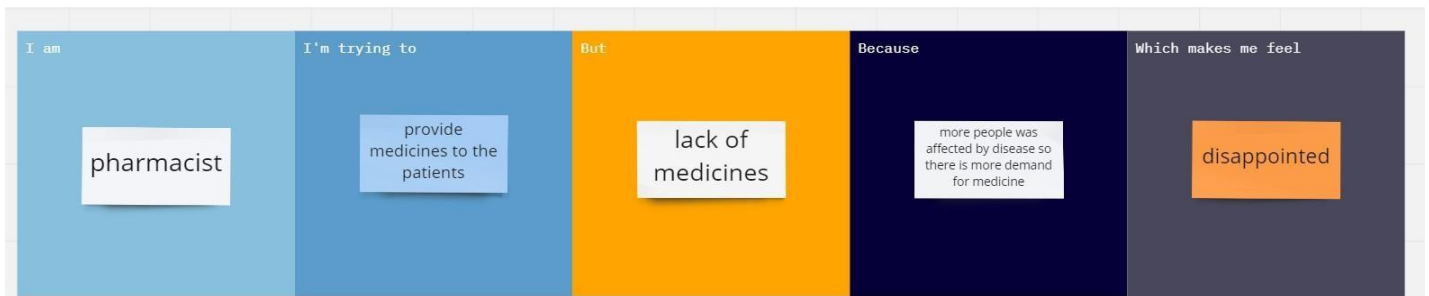 I am
pharmacist
I'm trying to
provide
medicines to the
patients
But
lack of
medicines
Because
more people was
affected by disease so
there is more demand
for medicine
Which makes me feel
disappointed